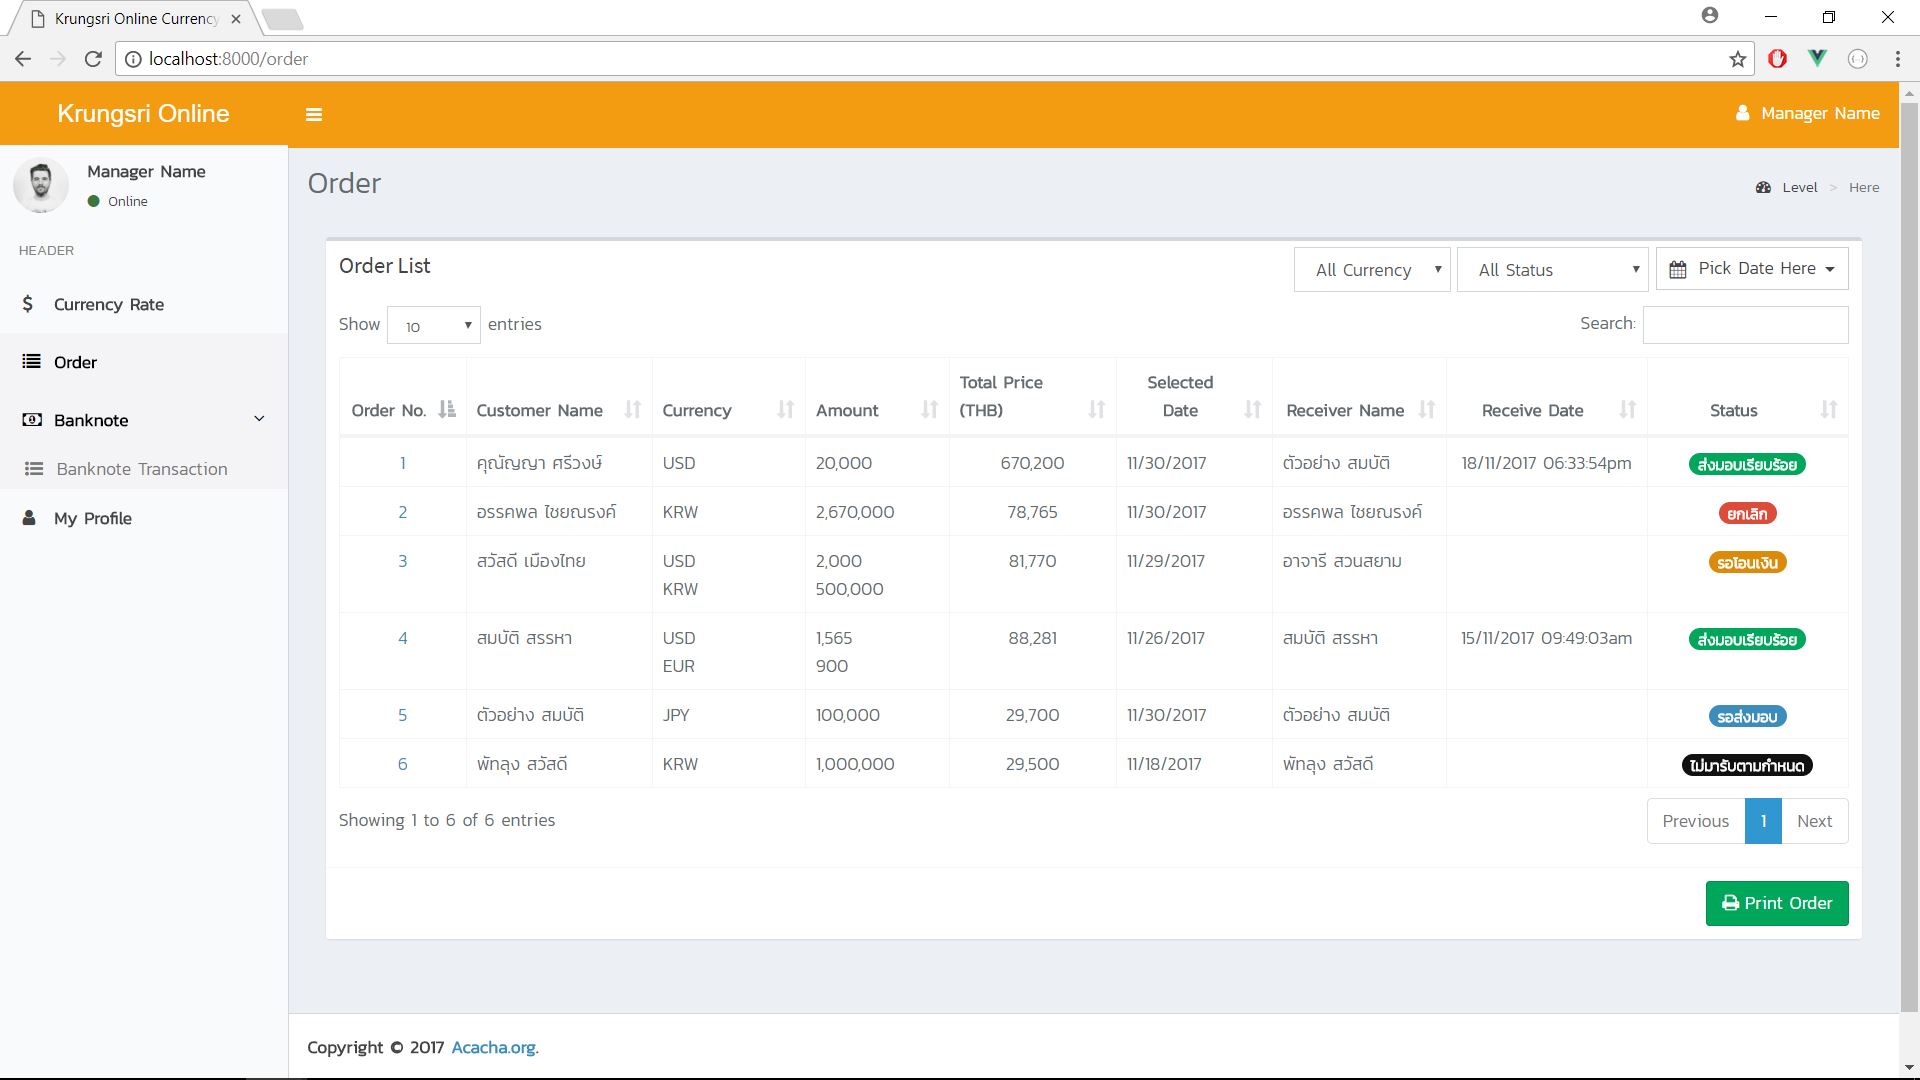 Krungsri Online Currency
localhost:8000/order
Krungsri Online
Manager Name
Manager Name
Online
HEADER
Currency Rate
Order
Banknote
Banknote Transaction
My Profile
Order
Level > Here
Order List
All Currency
All Status
Pick Date Here
Show 10 entries
Search:
Order No. Customer Name Currency Amount Total Price (THB) Selected Date Receiver Name Receive Date Status
1 คุณัญญา ศรีวงษ์ USD 20,000 670,200 11/30/2017 ตัวอย่าง สมบัติ 18/11/2017 06:33:54pm ส่งมอบเรียบร้อย
2 อรรคพล ไชยณรงค์ KRW 2,670,000 78,765 11/30/2017 อรรคพล ไชยณรงค์ ยกเลิก
3 สวัสดี เมืองไทย USD 2,000 81,770 11/29/2017 อาจารี สวนสยาม รอโอนเงิน
KRW 500,000
4 สมบัติ สรรหา USD 1,565 88,281 11/26/2017 สมบัติ สรรหา 15/11/2017 09:49:03am ส่งมอบเรียบร้อย
EUR 900
5 ตัวอย่าง สมบัติ JPY 100,000 29,700 11/30/2017 ตัวอย่าง สมบัติ รอส่งมอบ
6 พัทลุง สวัสดี KRW 1,000,000 29,500 11/18/2017 พัทลุง สวัสดี ไม่มารับตามกำหนด
Showing 1 to 6 of 6 entries
Previous 1 Next
Print Order
Copyright © 2017 Acacha.org.